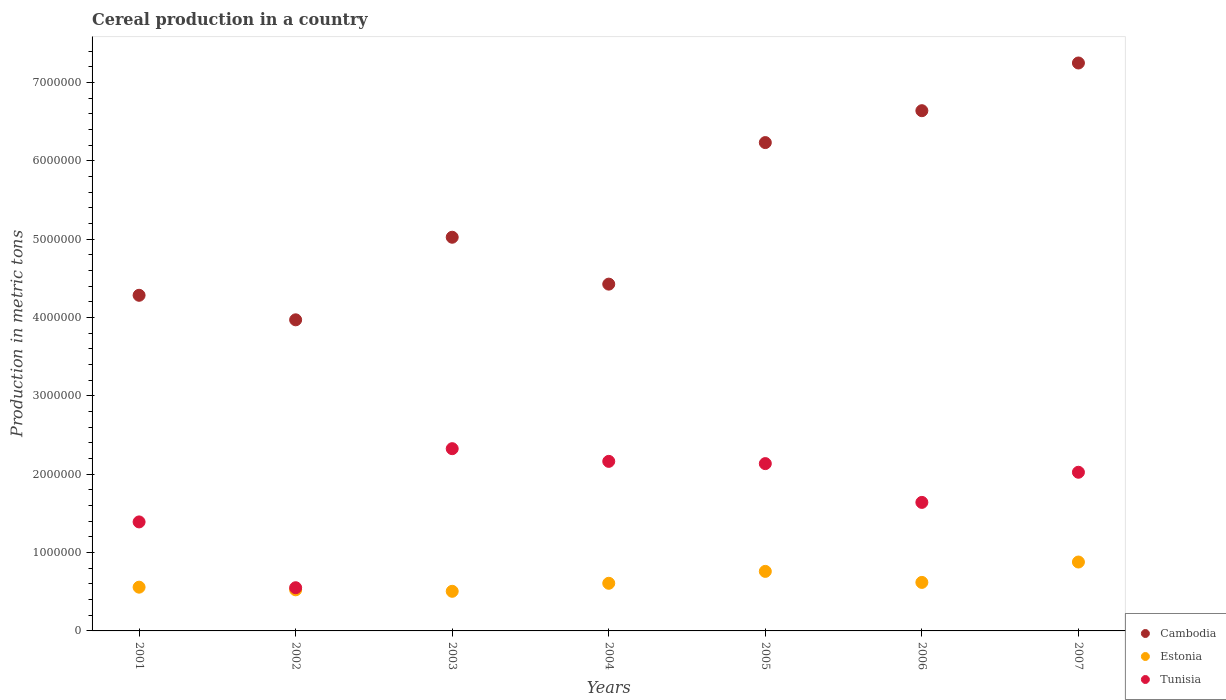 Cereal production in a country
Production in metric tons
7000000
6000000
5000000
4000000
3000000
2000000
1000000
0
2001
2002
2003
2004
2005
2006
2007
Years
Cambodia
Estonia
Tunisia